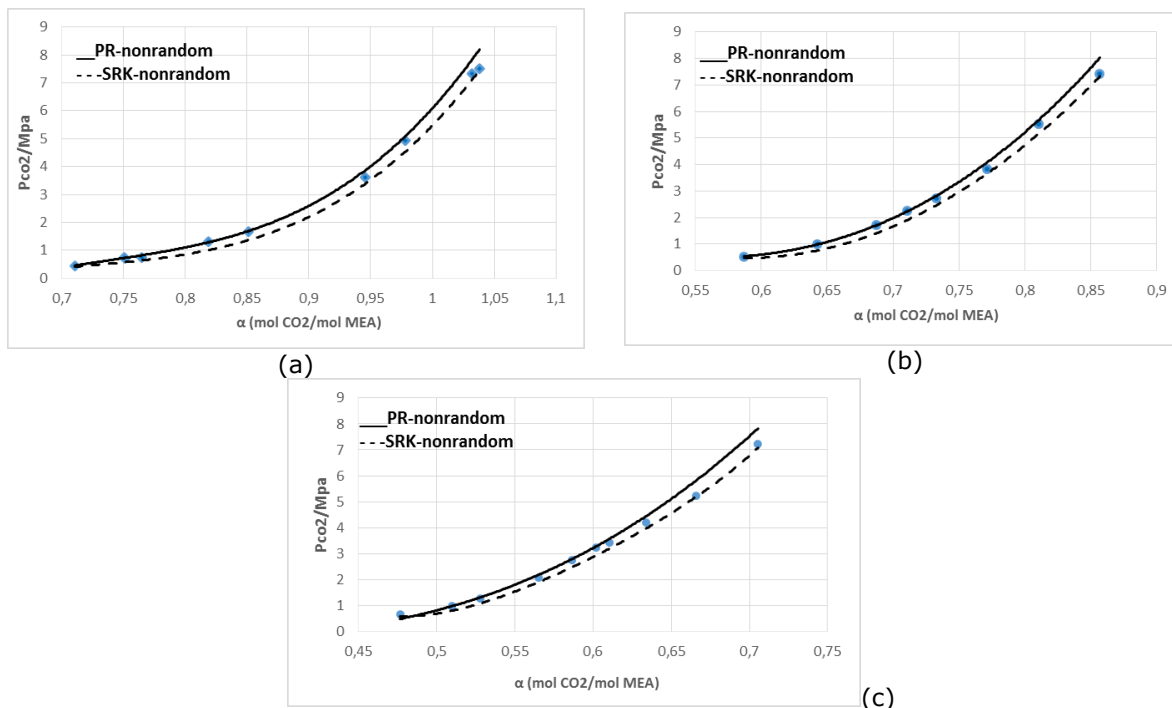 9
8
7
6
5
4
3
2
1
0
Pco2/Mpa
PR-nonrandom
SRK-nonrandom
0,7 0,75 0,8 0,85 0,9 0,95 1 1,05 1,1
α (mol CO2/mol MEA)
(a)
9
8
7
6
5
4
3
2
1
0
Pco2/Mpa
PR-nonrandom
SRK-nonrandom
0,55 0,6 0,65 0,7 0,75 0,8 0,85 0,9
α (mol CO2/mol MEA)
(b)
9
8
7
6
5
4
3
2
1
0
Pco2/Mpa
PR-nonrandom
SRK-nonrandom
0,45 0,5 0,55 0,6 0,65 0,7 0,75
α (mol CO2/mol MEA)
(c)